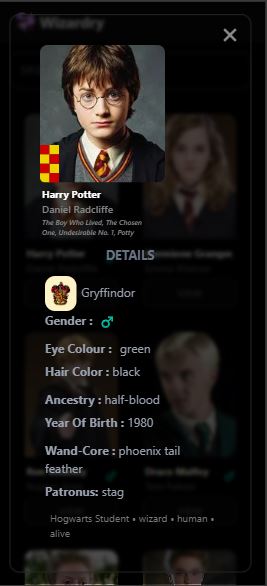 Wizardry
Harry Potter
Daniel Radcliffe
The Boy Who Lived, The Chosen
One, Undesirable No. 1, Potty
DETAILS
Gryffindor
Gender :
Eye Colour : green
Hair Color : black
Ancestry : half-blood
Year Of Birth : 1980
Wand-Core : phoenix tail
feather
Patronus: stag
Hogwarts Student • wizard • human •
alive